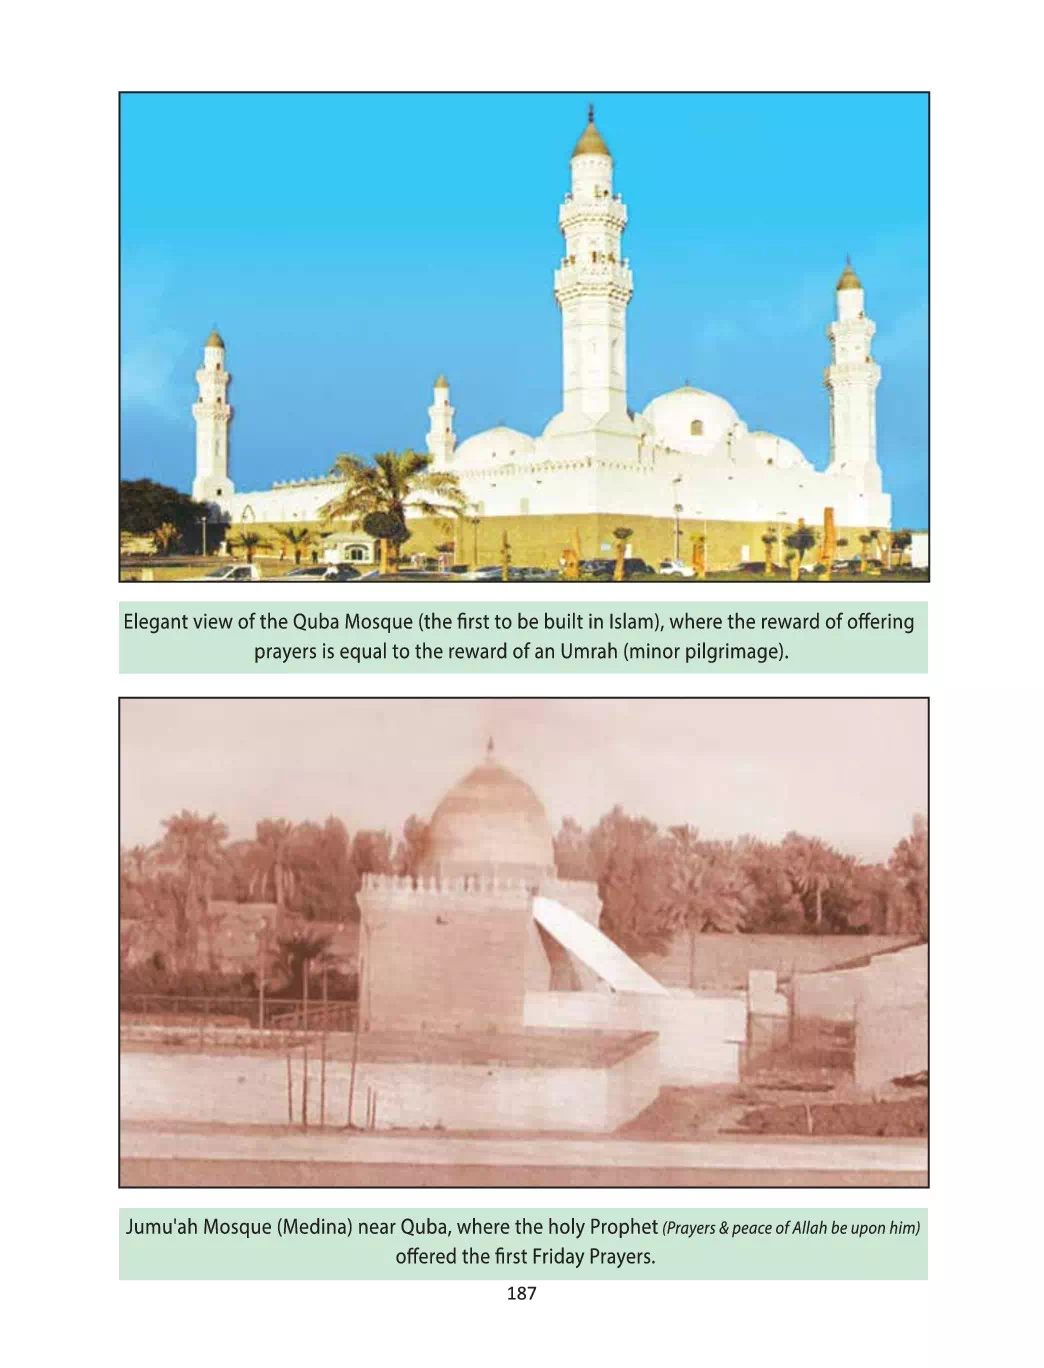 Elegant view of the Quba Mosque (the first to be built in Islam), where the reward of offering
prayers is equal to the reward of an Umrah (minor pilgrimage).
Jumu'ah Mosque (Medina) near Quba, where the holy Prophet (Prayers & peace of Allah be upon him)
offered the first Friday Prayers.
187